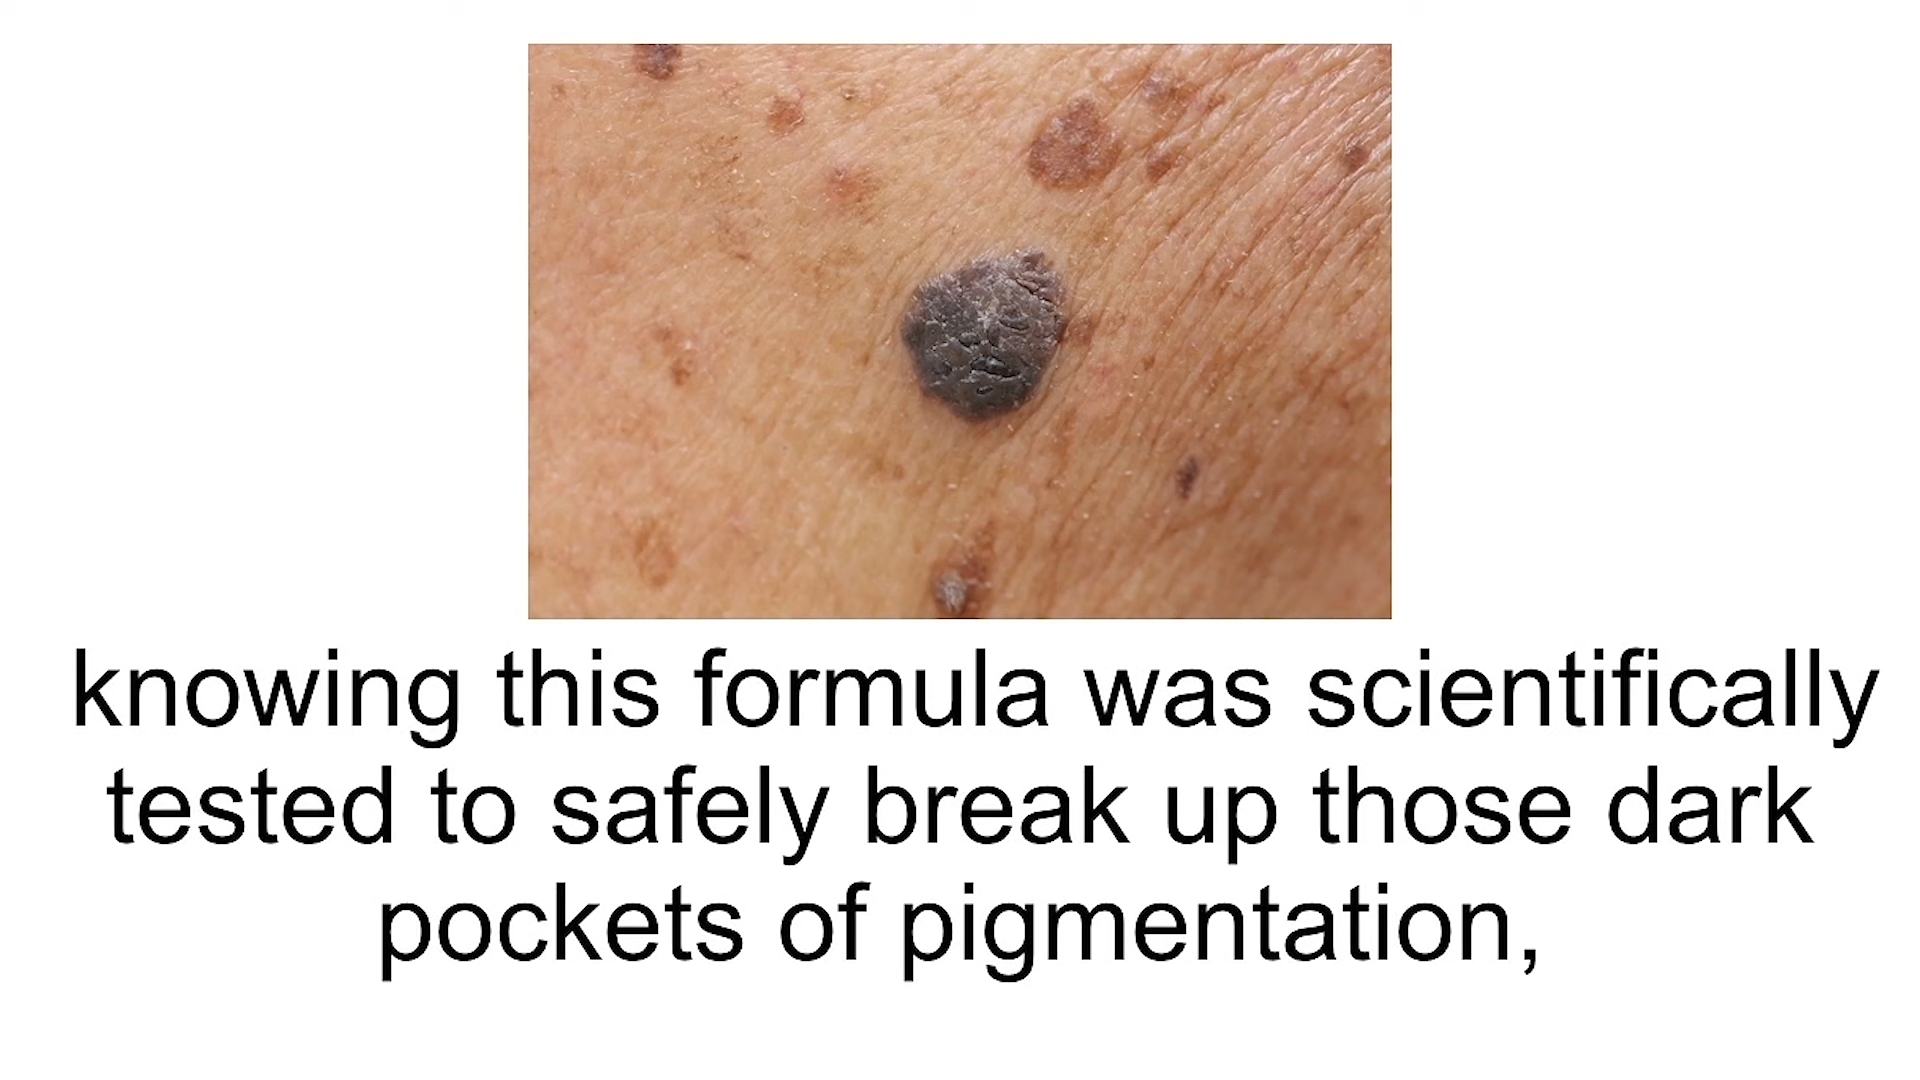 knowing this formula was scientifically
tested to safely break up those dark
pockets of pigmentation,